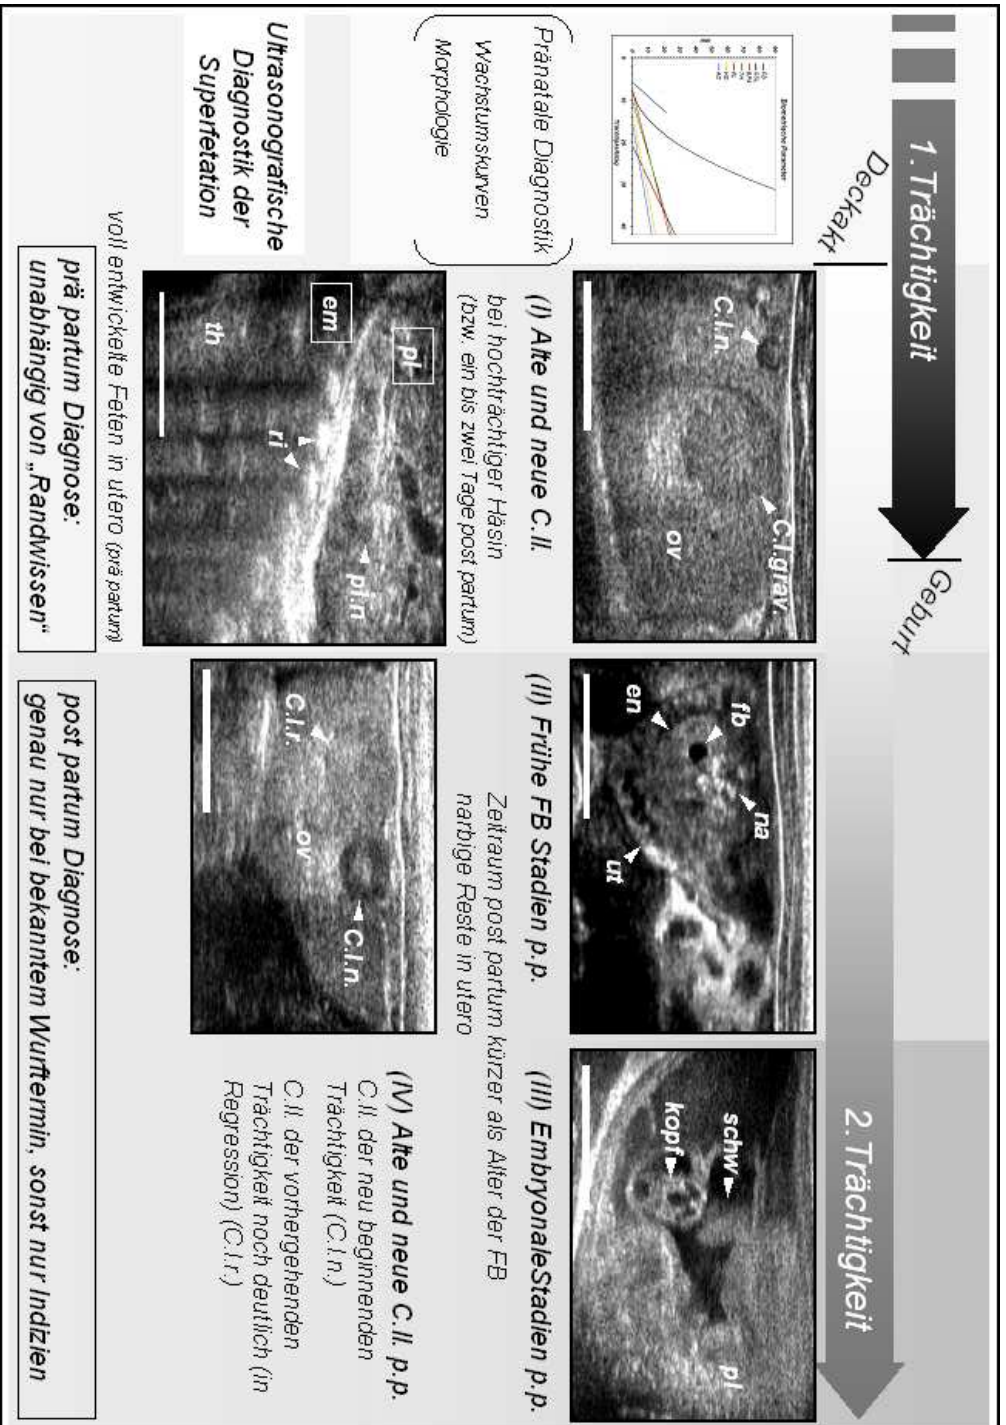 1. Trächtigkeit
Deckakt
Geburt
2. Trächtigkeit
Biometrische Parameter
Pränatale Diagnostik
Wachstumskurven
Morphologie
Ultrasonografische
Diagnostik der
Superfetation
C.l.n.
C.l.grav.
ov
(I) Alte und neue C.ll.
bei hochträchtiger Häsin
(bzw. ein bis zwei Tage post partum)
pl
em
ri
pl.n
th
voll entwickelte Feten in utero (prä partum)
prä partum Diagnose:
unabhängig von „Randwissen“
fb
na
en
ut
(II) Frühe FB Stadien p.p.
Zeitraum post partum kürzer als Alter der FB
narbige Reste in utero
C.l.r.
ov
C.l.n.
schw
kopf
pl
(III) EmbryonaleStadien p.p.
(IV) Alte und neue C.ll. p.p.
C.ll. der neu beginnenden
Trächtigkeit (C.l.n.)
C.ll. der vorhergehenden
Trächtigkeit noch deutlich (in
Regression) (C.l.r.)
post partum Diagnose:
genau nur bei bekanntem Wurftermin, sonst nur Indizien